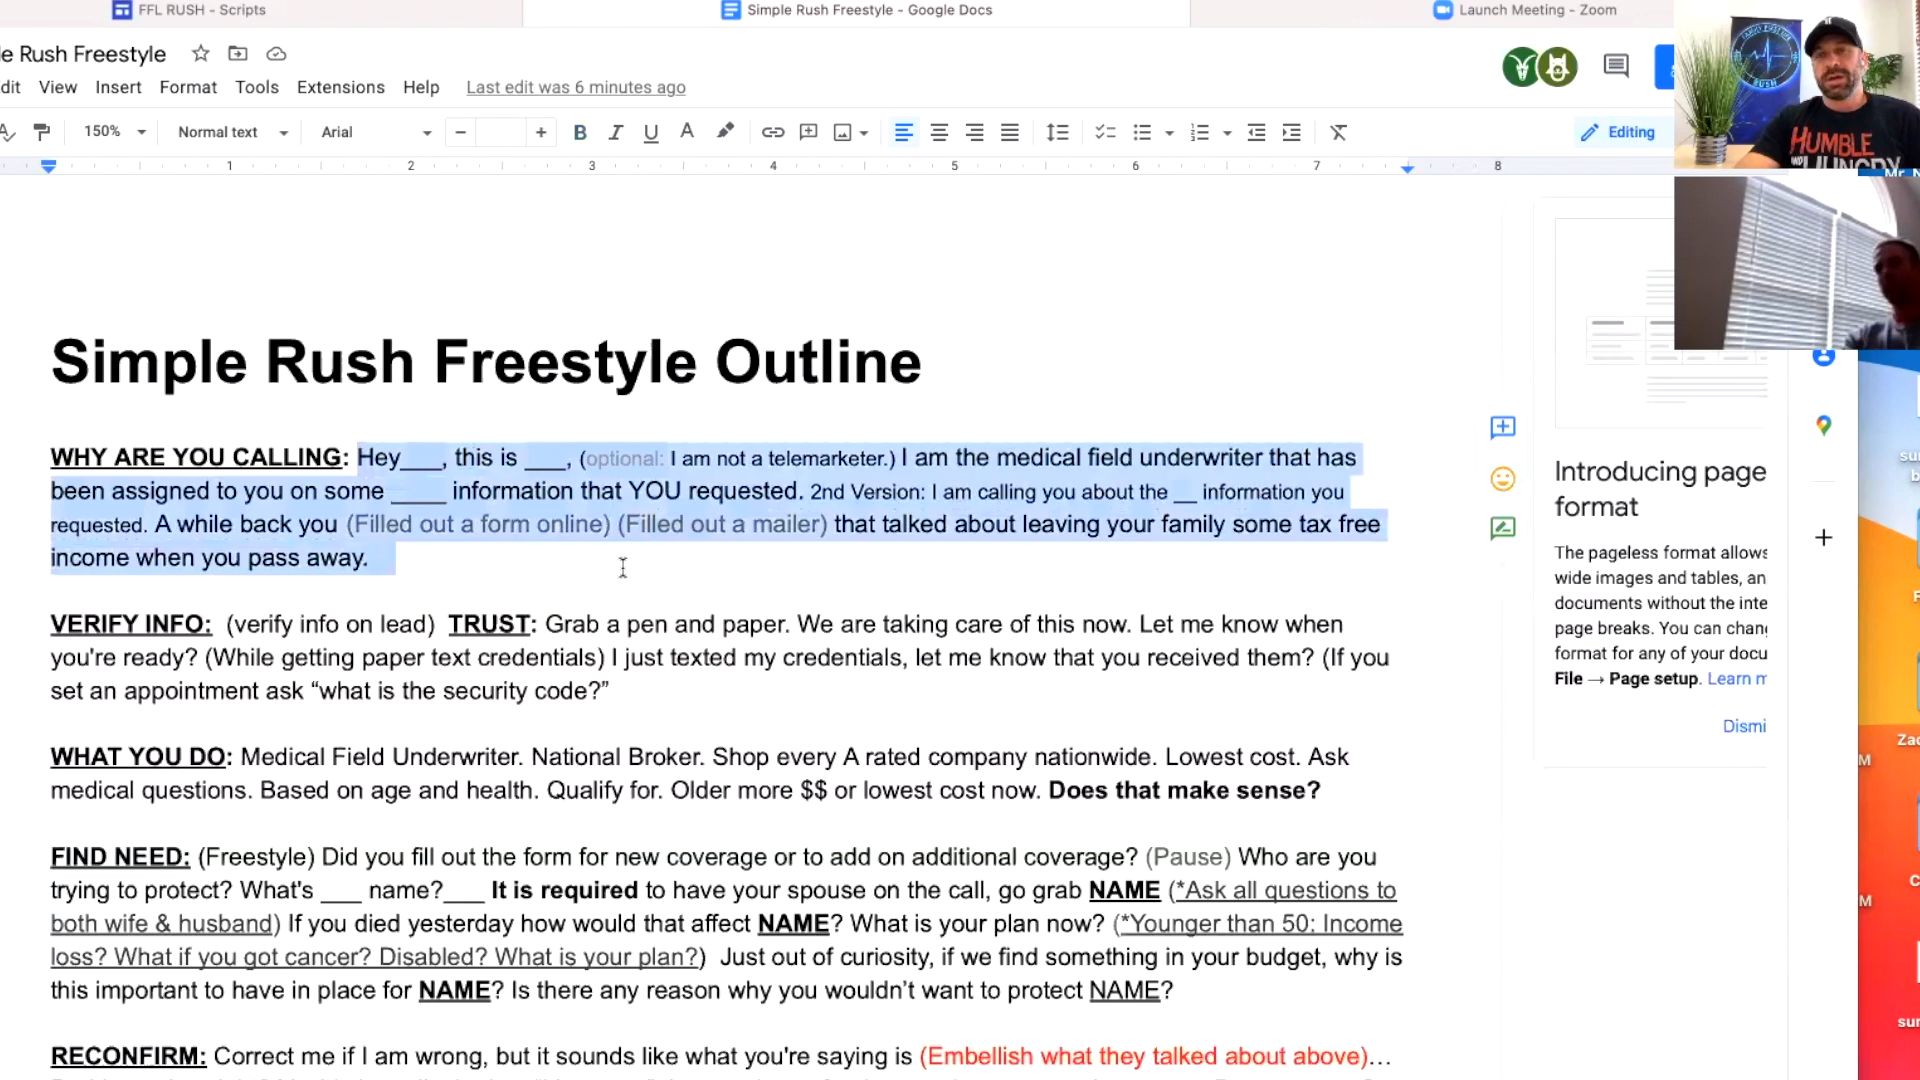 FFL RUSH - Scripts
Simple Rush Freestyle - Google Docs
Launch Meeting - Zoom
le Rush Freestyle
Edit View Insert Format Tools Extensions Help Last edit was 6 minutes ago
150% Normal text Arial − + B I U A Editing
1 2 3 4 5 6 7 8
HUMBLE
AND HUNGRY
RUSH
Mr. N
Simple Rush Freestyle Outline
WHY ARE YOU CALLING: Hey___, this is ___, (optional: I am not a telemarketer.) I am the medical field underwriter that has
been assigned to you on some ____ information that YOU requested. 2nd Version: I am calling you about the __ information you
requested. A while back you (Filled out a form online) (Filled out a mailer) that talked about leaving your family some tax free
income when you pass away.
VERIFY INFO: (verify info on lead) TRUST: Grab a pen and paper. We are taking care of this now. Let me know when
you're ready? (While getting paper text credentials) I just texted my credentials, let me know that you received them? (If you
set an appointment ask “what is the security code?”
WHAT YOU DO: Medical Field Underwriter. National Broker. Shop every A rated company nationwide. Lowest cost. Ask
medical questions. Based on age and health. Qualify for. Older more $$ or lowest cost now. Does that make sense?
FIND NEED: (Freestyle) Did you fill out the form for new coverage or to add on additional coverage? (Pause) Who are you
trying to protect? What's ___ name?___ It is required to have your spouse on the call, go grab NAME (*Ask all questions to
both wife & husband) If you died yesterday how would that affect NAME? What is your plan now? (*Younger than 50: Income
loss? What if you got cancer? Disabled? What is your plan?) Just out of curiosity, if we find something in your budget, why is
this important to have in place for NAME? Is there any reason why you wouldn’t want to protect NAME?
RECONFIRM: Correct me if I am wrong, but it sounds like what you're saying is (Embellish what they talked about above)…
Introducing page
format
The pageless format allows
wide images and tables, an
documents without the inte
page breaks. You can chang
format for any of your docu
File → Page setup. Learn m
Dismi
su
b
F
Zac
M
C
M
sur